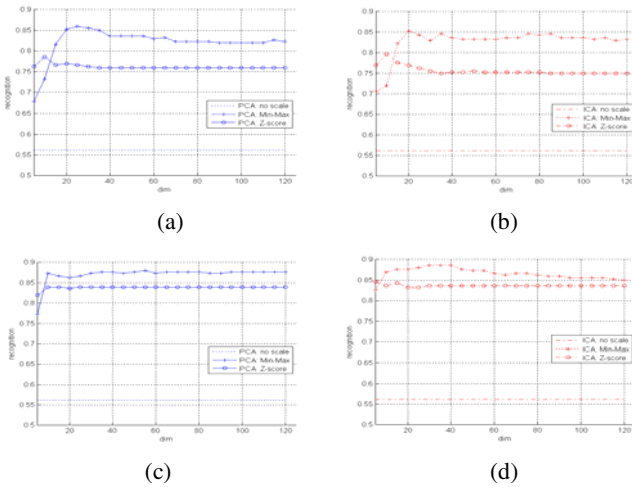 0.9
0.85
0.8
0.75
0.7
0.65
0.6
0.55
0.5
recognition
PCA: no scale
PCA: Min-Max
PCA: Z-score
20 40 60 80 100 120
dim
(a)
0.9
0.85
0.8
0.75
0.7
0.65
0.6
0.55
0.5
recognition
ICA: no scale
ICA: Min-Max
ICA: Z-score
20 40 60 80 100 120
dim
(b)
0.9
0.85
0.8
0.75
0.7
0.65
0.6
0.55
0.5
recognition
PCA: no scale
PCA: Min-Max
PCA: Z-score
20 40 60 80 100 120
dim
(c)
0.9
0.85
0.8
0.75
0.7
0.65
0.6
0.55
0.5
recognition
ICA: no scale
ICA: Min-Max
ICA: Z-score
20 40 60 80 100 120
dim
(d)